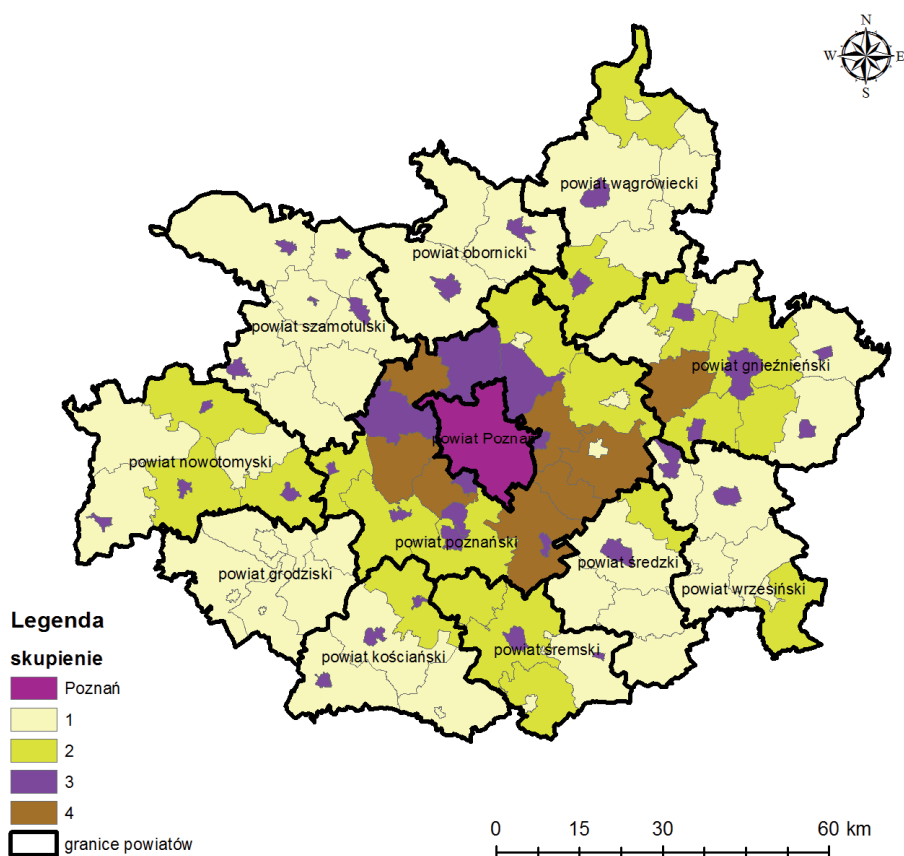 N
W E
S
powiat wągrowiecki
powiat obornicki
powiat szamotulski
powiat gnieźnieński
powiat Poznań
powiat nowotomyski
powiat poznański
powiat średzki
powiat grodziski
powiat wrzesiński
powiat śremski
powiat kościański
Legenda
skupienie
Poznań
1
2
3
4
granice powiatów
0 15 30 60 km